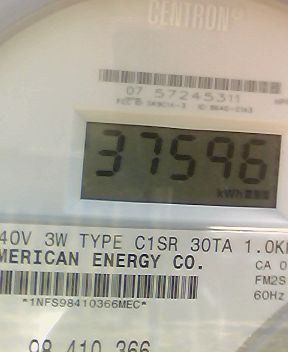 CENTRON®
07 57245311
37596
kWh
40V 3W TYPE C1SR 30TA 1.0K
MERICAN ENERGY CO.
CA 0
FM2S
60Hz
*1NFS98410366MEC*
98 410 366